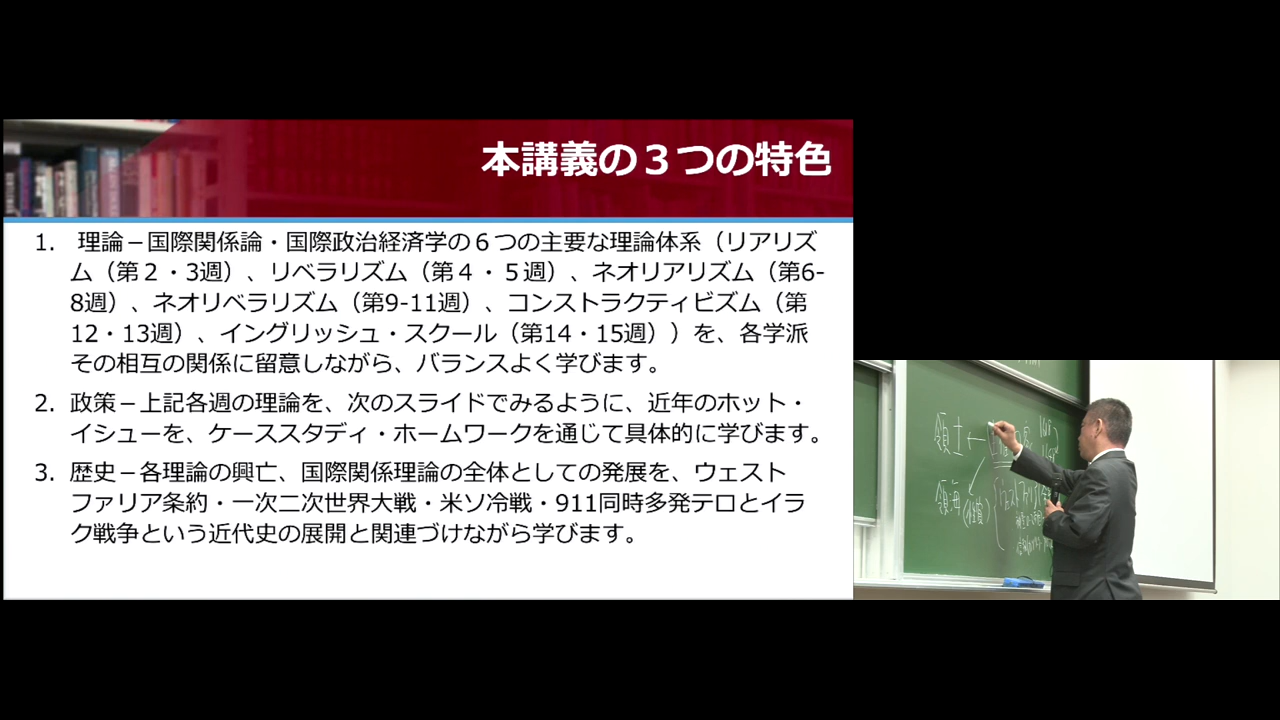 本講義の３つの特色
1. 理論－国際関係論・国際政治経済学の６つの主要な理論体系（リアリズ
ム（第２・3週）、リベラリズム（第４・５週）、ネオリアリズム（第6-
8週）、ネオリベラリズム（第9-11週）、コンストラクティビズム（第
12・13週）、イングリッシュ・スクール（第14・15週））を、各学派
その相互の関係に留意しながら、バランスよく学びます。
2. 政策－上記各週の理論を、次のスライドでみるように、近年のホット・
イシューを、ケーススタディ・ホームワークを通じて具体的に学びます。
3. 歴史－各理論の興亡、国際関係理論の全体としての発展を、ウェスト
ファリア条約・一次二次世界大戦・米ソ冷戦・911同時多発テロとイラ
ク戦争という近代史の展開と関連づけながら学びます。
領土←
領海